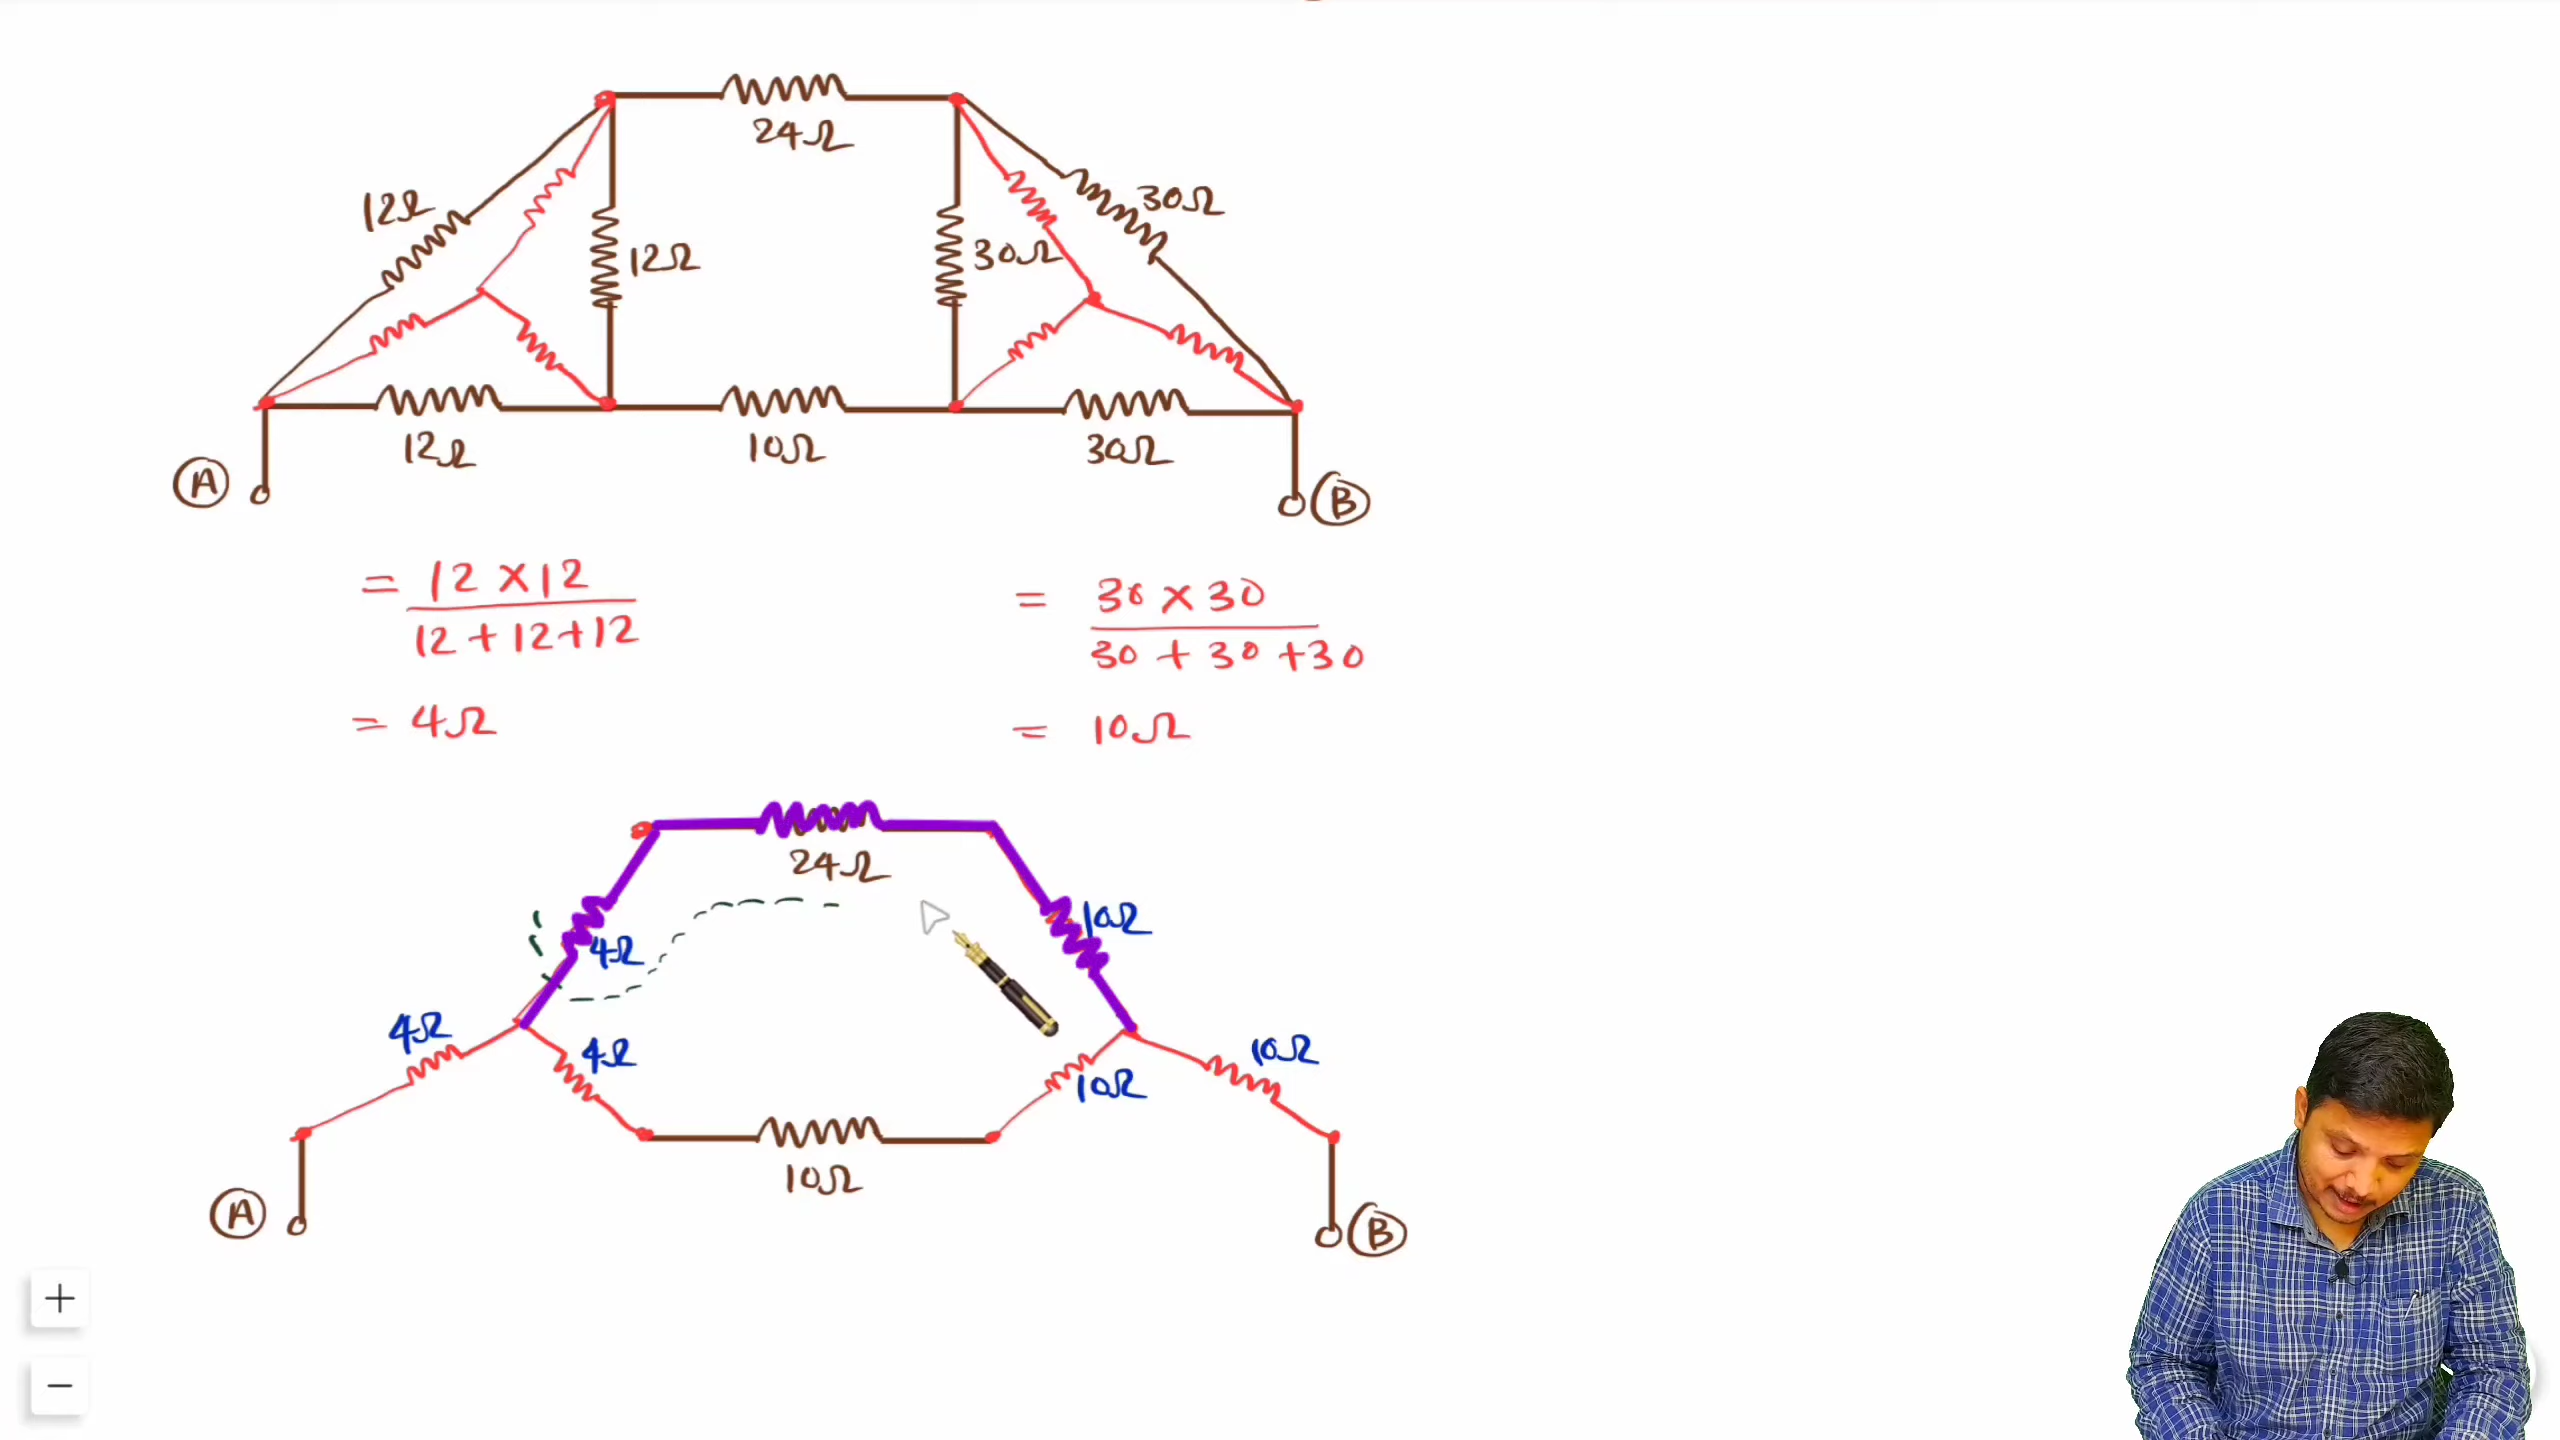 24Ω
12Ω
30Ω
12Ω
30Ω
12Ω
10Ω
30Ω
A
B
= 12 × 12
12 + 12 + 12
= 4Ω
= 30 × 30
30 + 30 + 30
= 10Ω
24Ω
4Ω
10Ω
4Ω
4Ω
10Ω
10Ω
10Ω
A
B
+
−